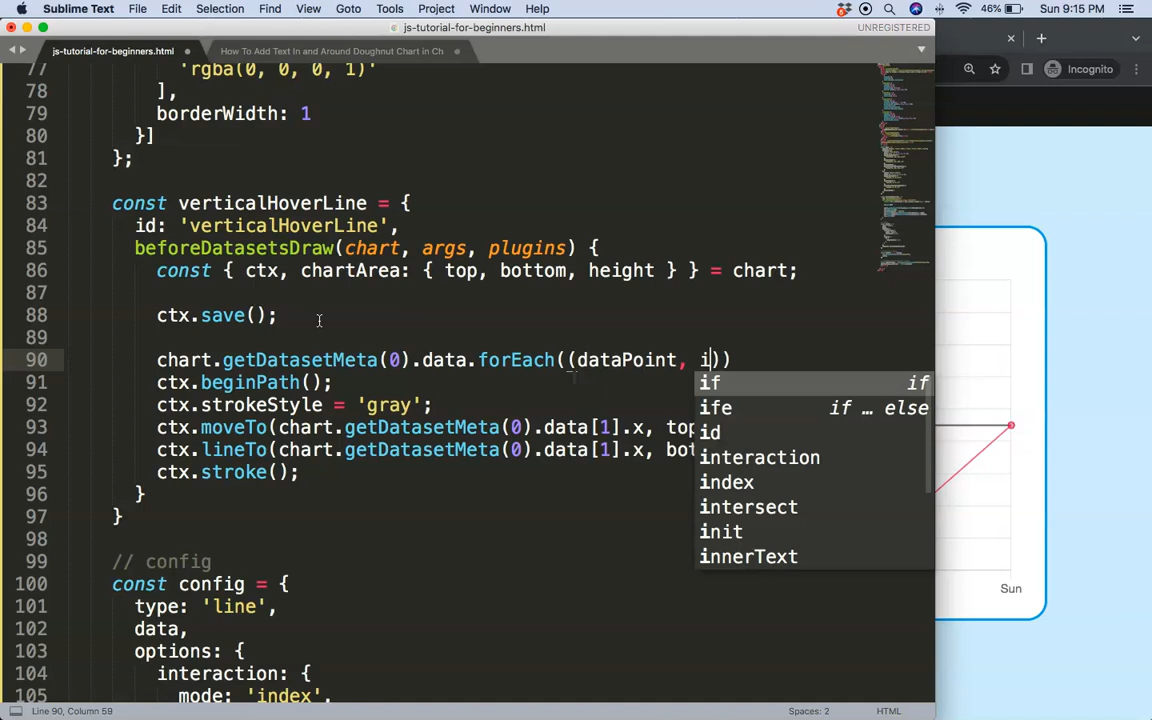 Sublime Text File Edit Selection Find View Goto Tools Project Window Help 46% Sun 9:15 PM
js-tutorial-for-beginners.html UNREGISTERED
js-tutorial-for-beginners.html How To Add Text In and Around Doughnut Chart in Ch
Incognito
77 'rgba(0, 0, 0, 1)'
78 ],
79 borderWidth: 1
80 }]
81 };
82
83 const verticalHoverLine = {
84 id: 'verticalHoverLine',
85 beforeDatasetsDraw(chart, args, plugins) {
86 const { ctx, chartArea: { top, bottom, height } } = chart;
87
88 ctx.save();
89
90 chart.getDatasetMeta(0).data.forEach((dataPoint, i))
91 ctx.beginPath();
92 ctx.strokeStyle = 'gray';
93 ctx.moveTo(chart.getDatasetMeta(0).data[1].x, top
94 ctx.lineTo(chart.getDatasetMeta(0).data[1].x, bot
95 ctx.stroke();
96 }
97 }
98
99 // config
100 const config = {
101 type: 'line',
102 data,
103 options: {
104 interaction: {
105 mode: 'index',
if if
ife if … else
id
interaction
index
intersect
init
innerText
Sun
Line 90, Column 59 Spaces: 2 HTML